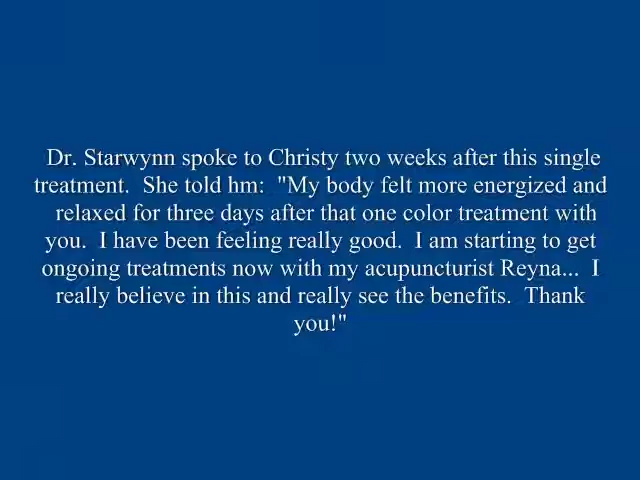 Dr. Starwynn spoke to Christy two weeks after this single
treatment.  She told hm:  "My body felt more energized and
relaxed for three days after that one color treatment with
you.  I have been feeling really good.  I am starting to get
ongoing treatments now with my acupuncturist Reyna...  I
really believe in this and really see the benefits.  Thank
you!"